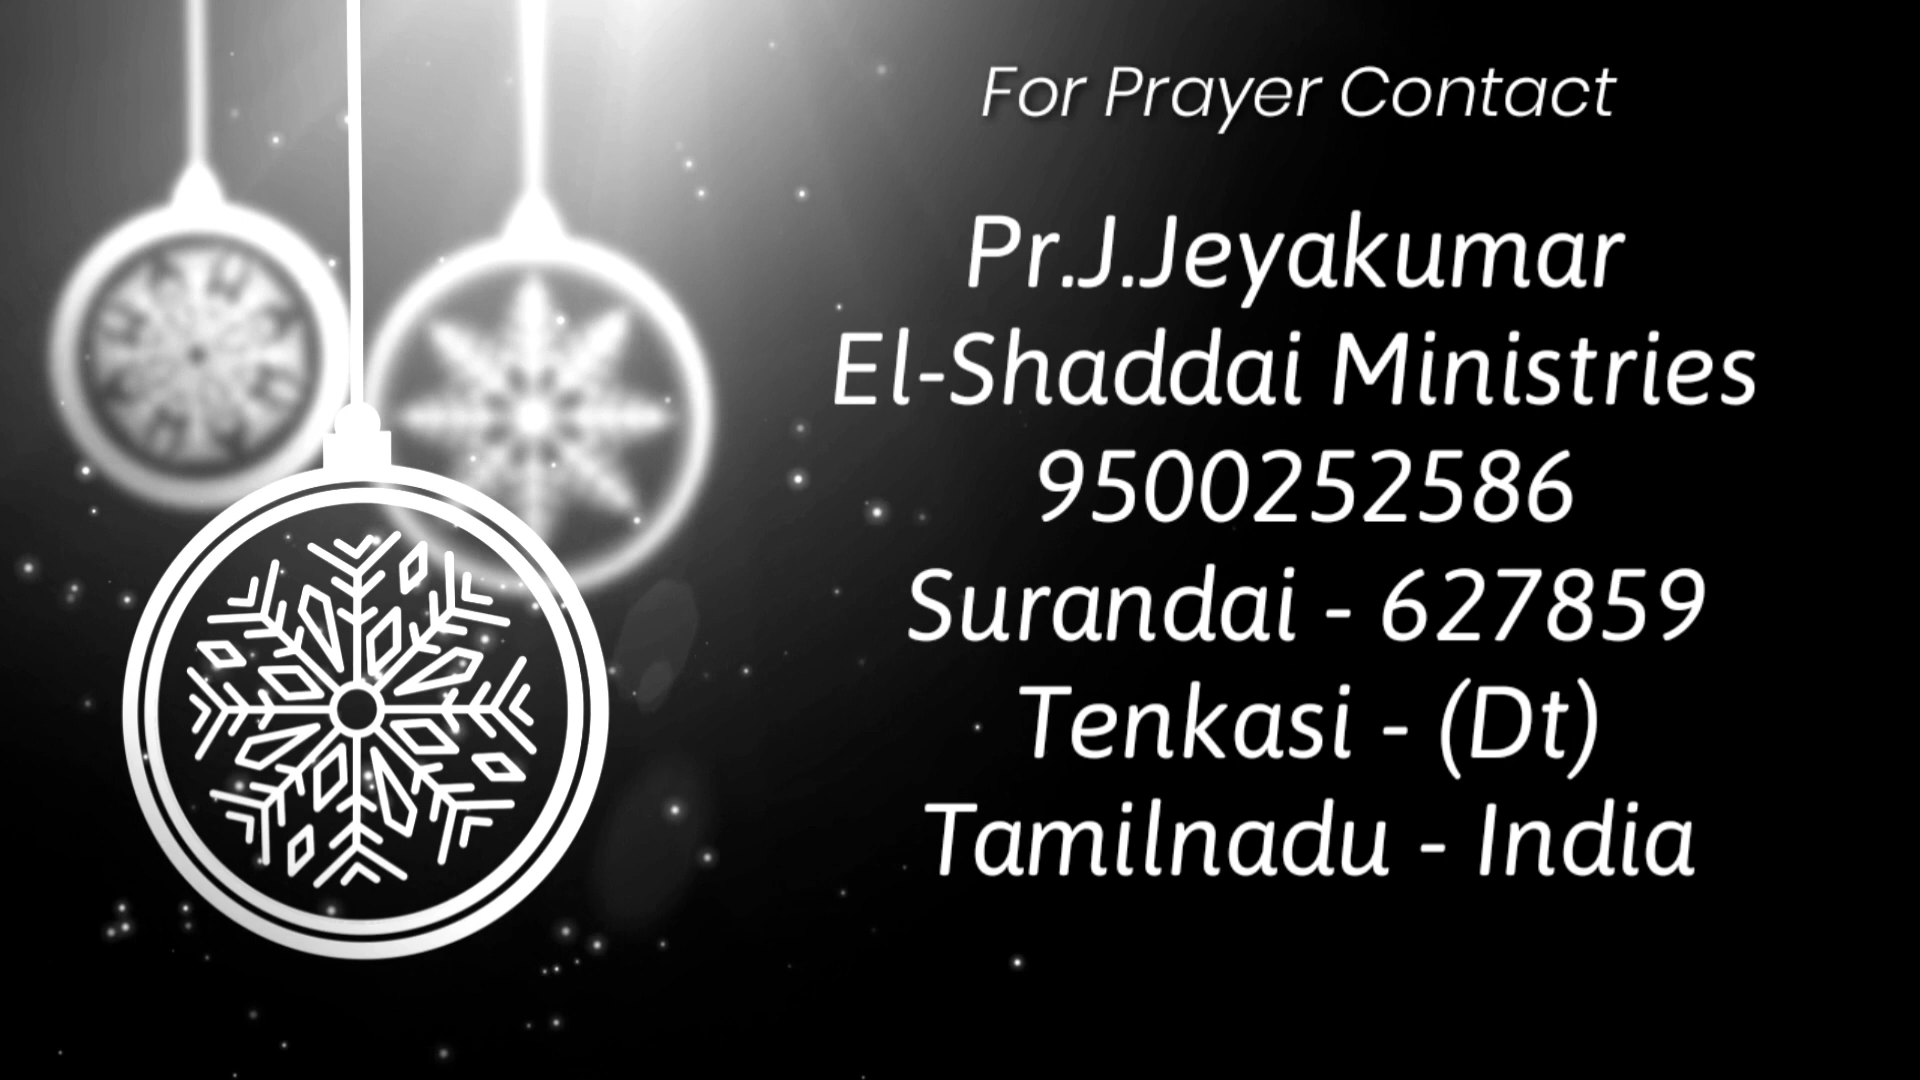 For Prayer Contact
Pr.J.Jeyakumar
El-Shaddai Ministries
9500252586
Surandai - 627859
Tenkasi - (Dt)
Tamilnadu - India